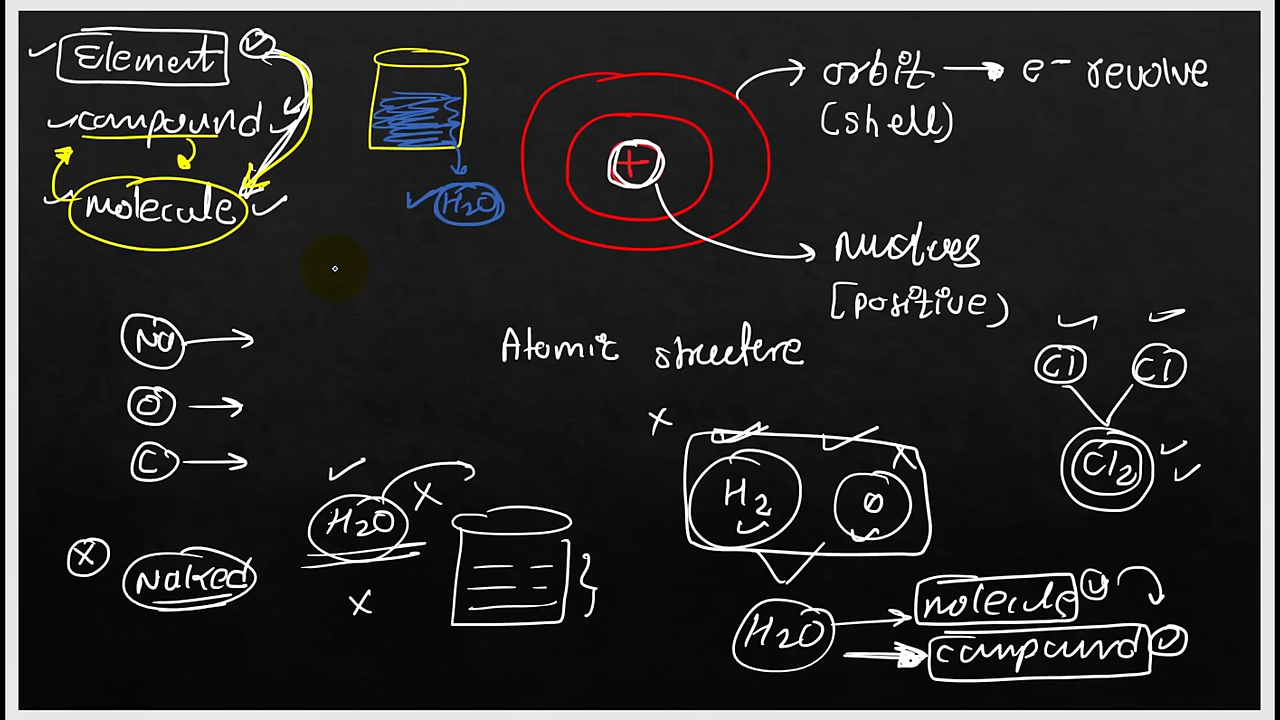 Element
compound
molecule
H2O
+
orbit → e- revolve
(shell)
nucleus
[positive)
Atomic structere
Na →
O →
C →
Cl Cl
Cl2
H2 O
H2O
X
X
X
X
X
Naked
H2O
molecule
compound